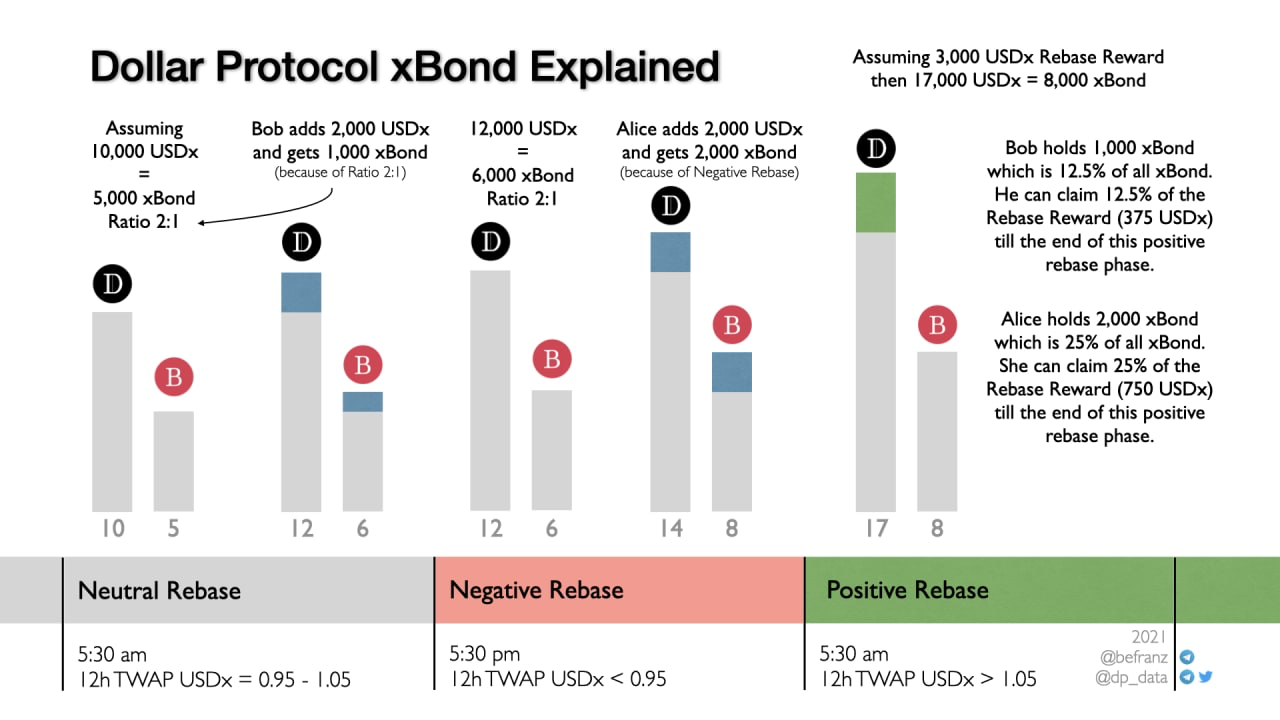 Dollar Protocol xBond Explained
Assuming 3,000 USDx Rebase Reward
then 17,000 USDx = 8,000 xBond
Assuming
10,000 USDx
=
5,000 xBond
Ratio 2:1
Bob adds 2,000 USDx
and gets 1,000 xBond
(because of Ratio 2:1)
12,000 USDx
=
6,000 xBond
Ratio 2:1
Alice adds 2,000 USDx
and gets 2,000 xBond
(because of Negative Rebase)
Bob holds 1,000 xBond
which is 12.5% of all xBond.
He can claim 12.5% of the
Rebase Reward (375 USDx)
till the end of this positive
rebase phase.
Alice holds 2,000 xBond
which is 25% of all xBond.
She can claim 25% of the
Rebase Reward (750 USDx)
till the end of this positive
rebase phase.
D
B
D
B
D
B
D
B
D
B
10 5 12 6 12 6 14 8 17 8
Neutral Rebase
5:30 am
12h TWAP USDx = 0.95 - 1.05
Negative Rebase
5:30 pm
12h TWAP USDx < 0.95
Positive Rebase
5:30 am
12h TWAP USDx > 1.05
2021
@befranz
@dp_data